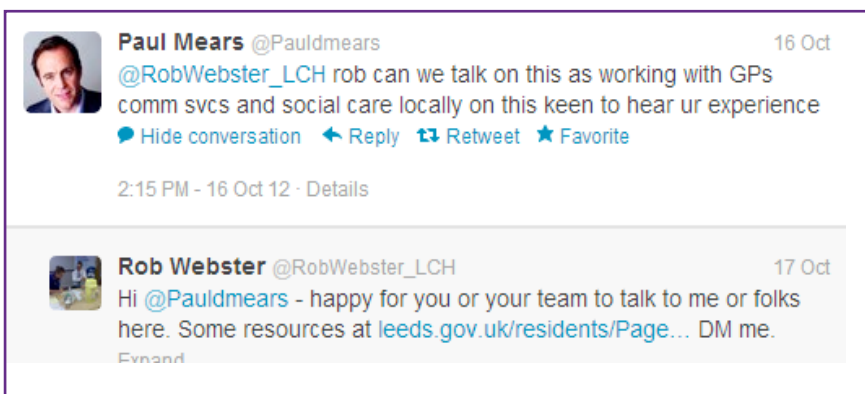 Paul Mears @Pauldmears 16 Oct
@RobWebster_LCH rob can we talk on this as working with GPs
comm svcs and social care locally on this keen to hear ur experience
Hide conversation Reply Retweet Favorite
2:15 PM - 16 Oct 12 · Details
Rob Webster @RobWebster_LCH 17 Oct
Hi @Pauldmears - happy for you or your team to talk to me or folks
here. Some resources at leeds.gov.uk/residents/Page... DM me.
Expand